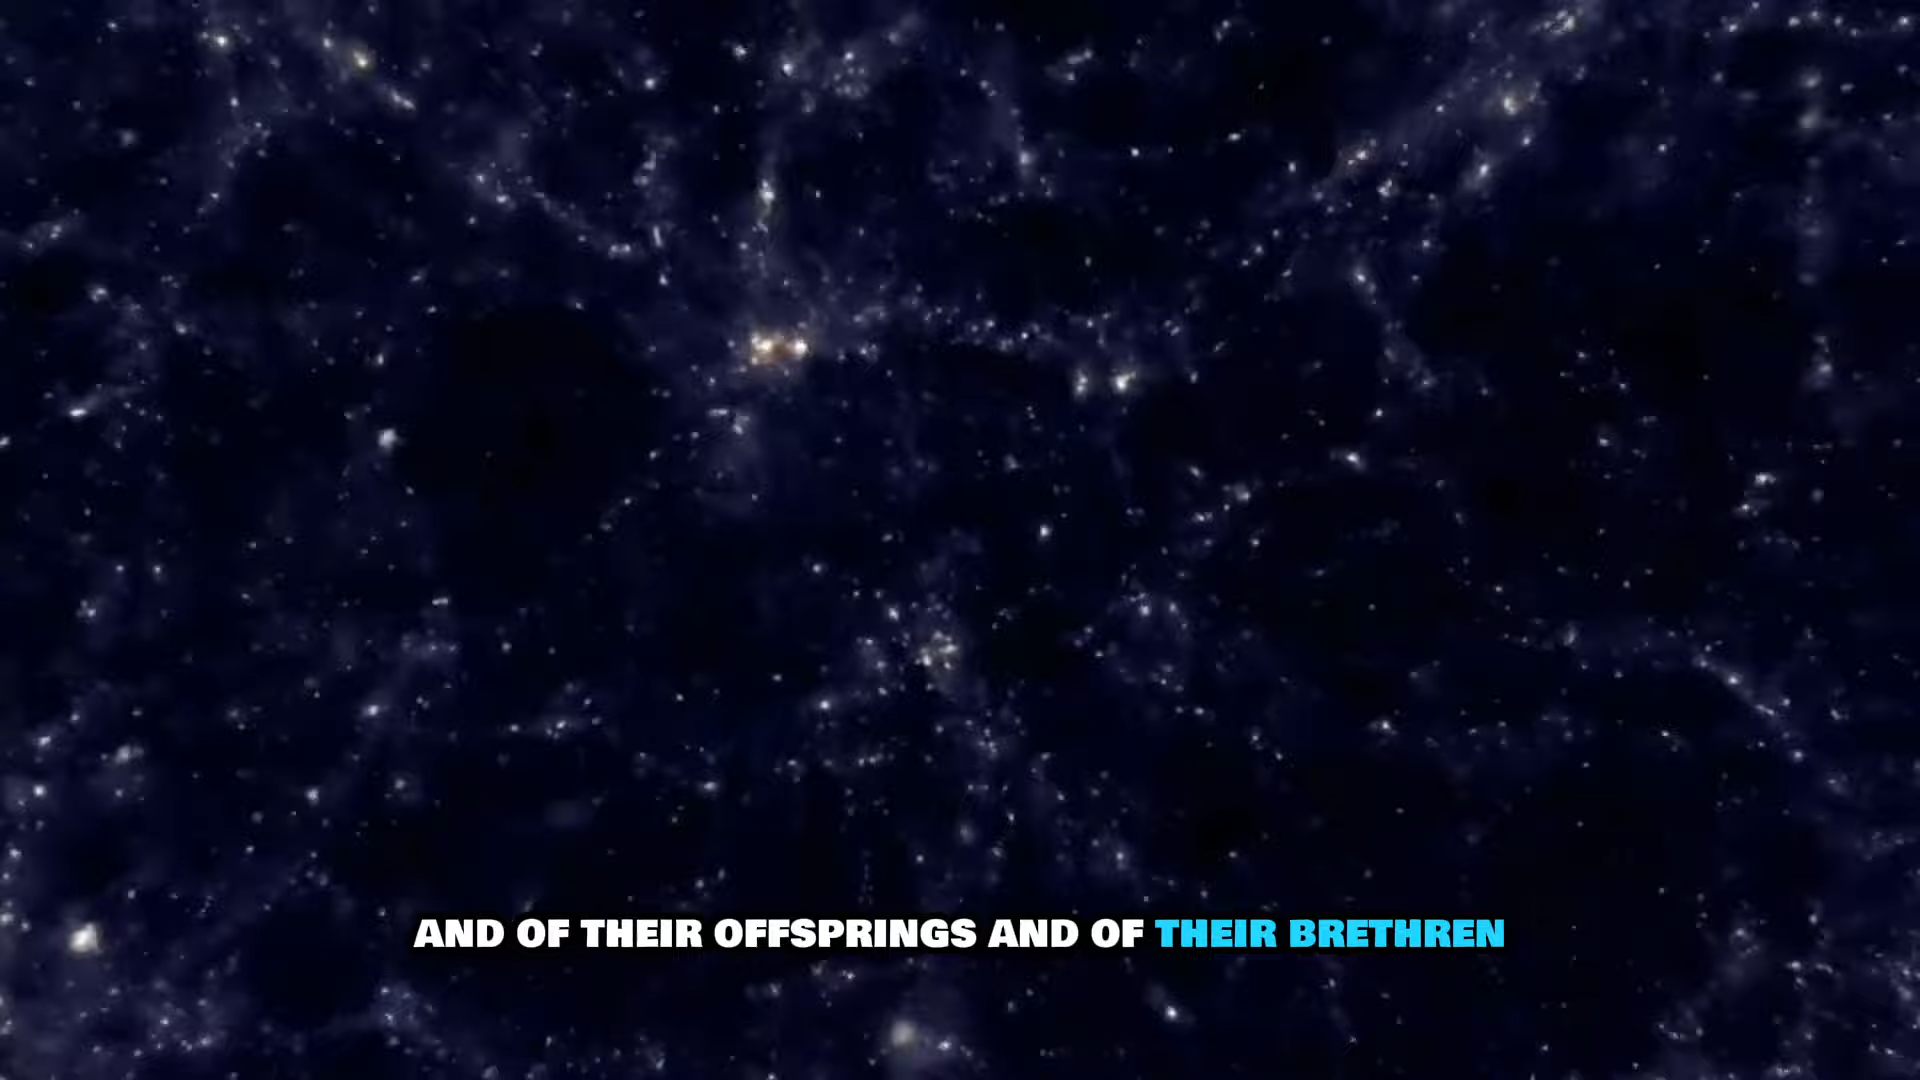 AND OF THEIR OFFSPRINGS AND OF THEIR BRETHREN